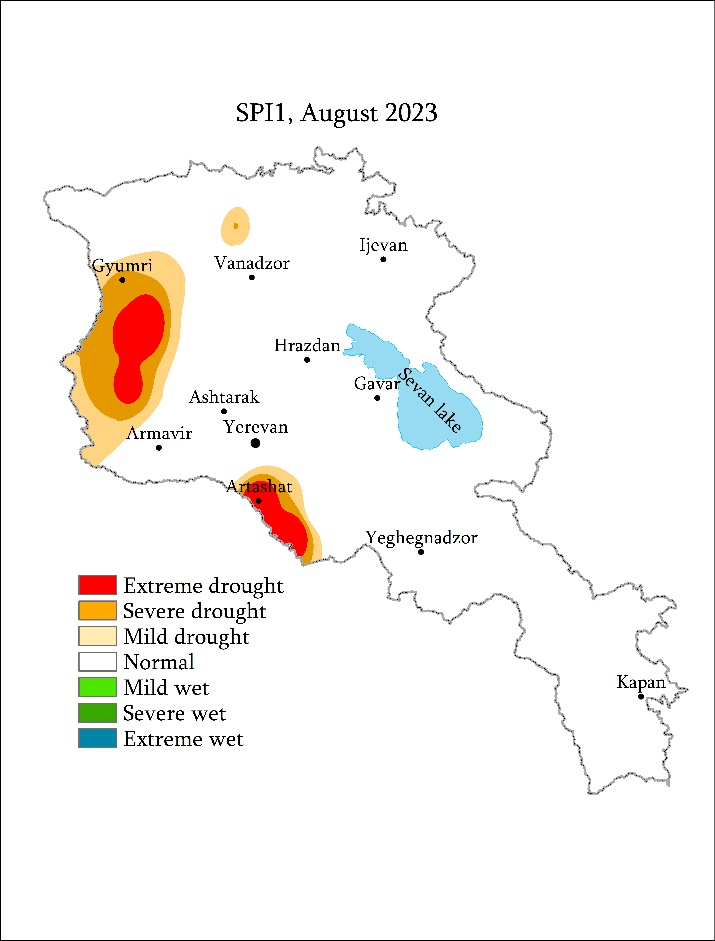 SPI1, August 2023
Ijevan
Gyumri
Vanadzor
Hrazdan
Sevan lake
Gavar
Ashtarak
Yerevan
Armavir
Artashat
Yeghegnadzor
Extreme drought
Severe drought
Mild drought
Normal
Mild wet
Severe wet
Extreme wet
Kapan